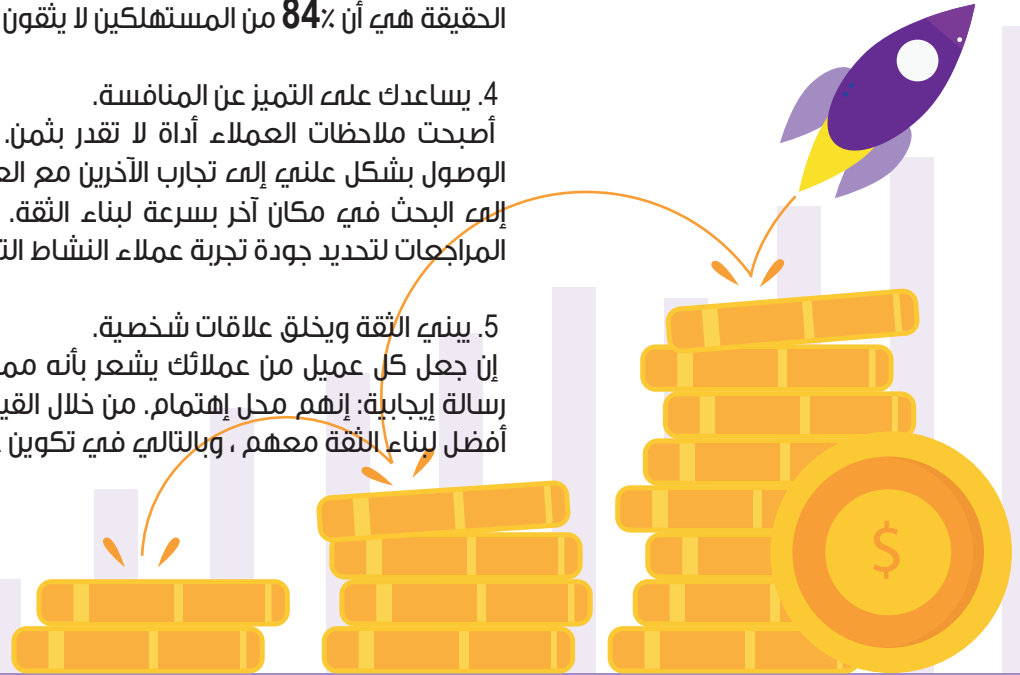 الحقيقة هي أن 84٪ من المستهلكين لا يثقون
4. يساعدك على التميز عن المنافسة.
أصبحت ملاحظات العملاء أداة لا تقدر بثمن.
الوصول بشكل علني إلى تجارب الآخرين مع
إلى البحث في مكان آخر بسرعة لبناء الثقة.
المراجعات لتحديد جودة تجربة عملاء النشاط
5. يبني الثقة ويخلق علاقات شخصية.
إن جعل كل عميل من عملائك يشعر بأنه
رسالة إيجابية: إنهم محل إهتمام. من خلال
أفضل لبناء الثقة معهم ، وبالتالي في تكوين
$